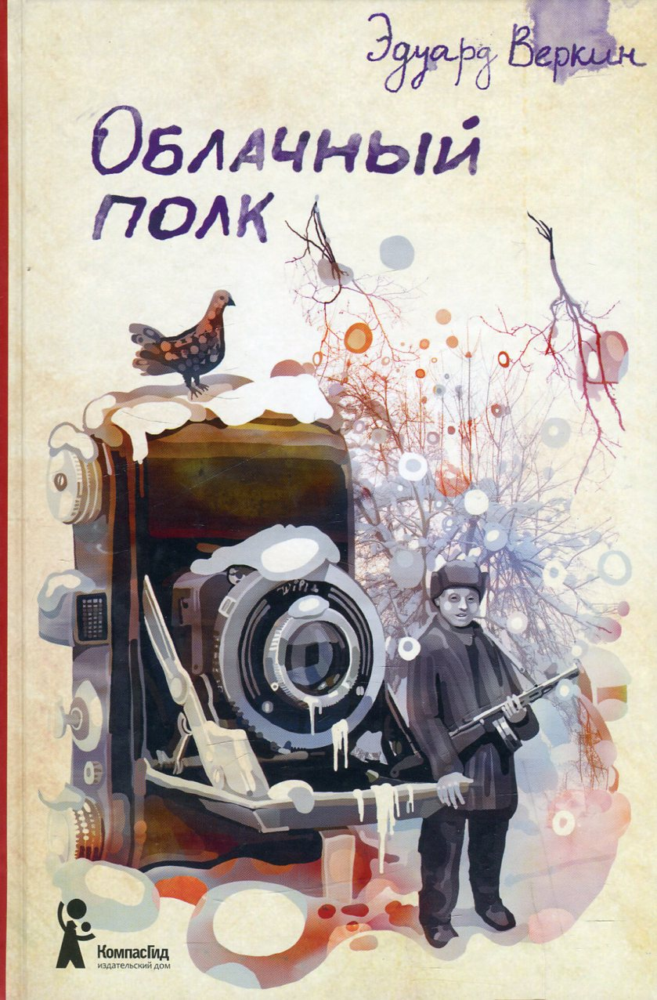 Эдуард Веркин
Облачный
полк
КомпасГид
издательский дом